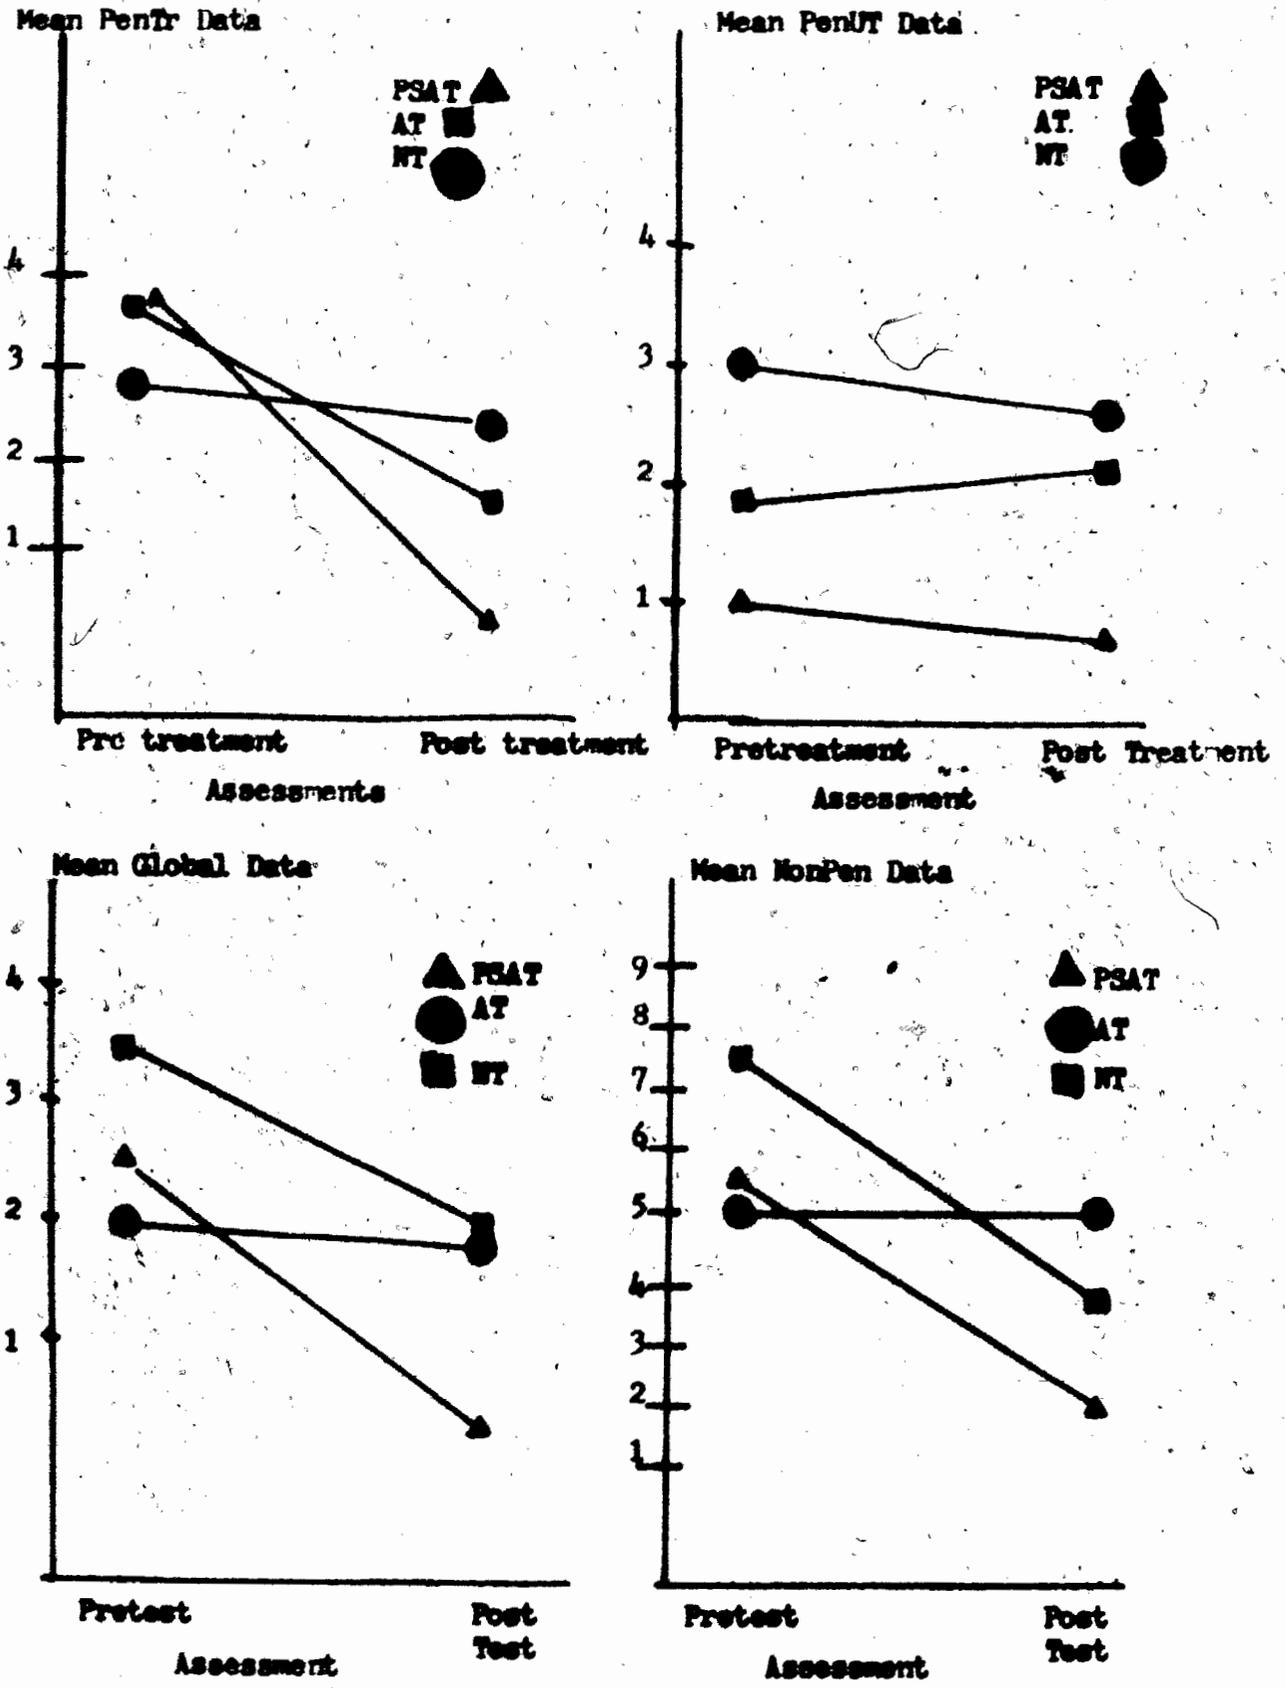 Mean PenTr Data
PSAT
AT
NT
4
3
2
1
Pre treatment Post treatment
Assessments
Mean PenUT Data
PSAT
AT
NT
4
3
2
1
Pretreatment Post Treatment
Assessment
Mean Global Data
PSAT
AT
NT
4
3
2
1
Pretest Post
Test
Assessment
Mean NonPen Data
PSAT
AT
NT
9
8
7
6
5
4
3
2
1
Pretest Post
Test
Assessment